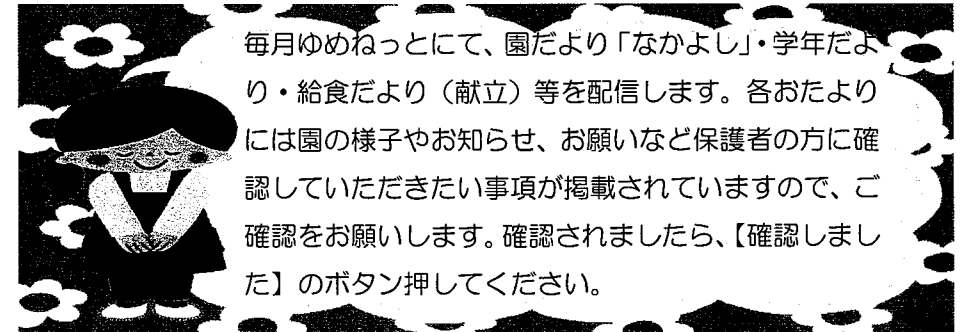 毎月ゆめねっとにて、園だより「なかよし」・学年だよ
り・給食だより（献立）等を配信します。各おたより
には園の様子やお知らせ、お願いなど保護者の方に確
認していただきたい事項が掲載されていますので、ご
確認をお願いします。確認されましたら、【確認しまし
た】のボタン押してください。